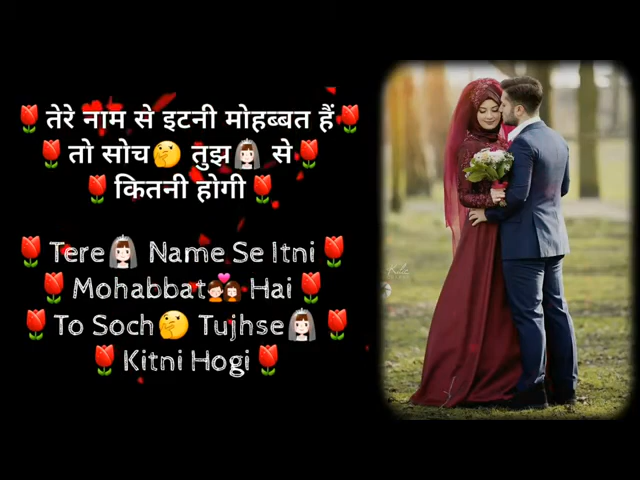 🌷तेरे नाम से इटनी मोहब्बत हैं🌷
🌷तो सोच🤔 तुझ👰 से🌷
🌷कितनी होगी🌷
🌷Tere👰 Name Se Itni🌷
🌷Mohabbat💑 Hai🌷
🌷To Soch🤔 Tujhse👰🌷
🌷Kitni Hogi🌷